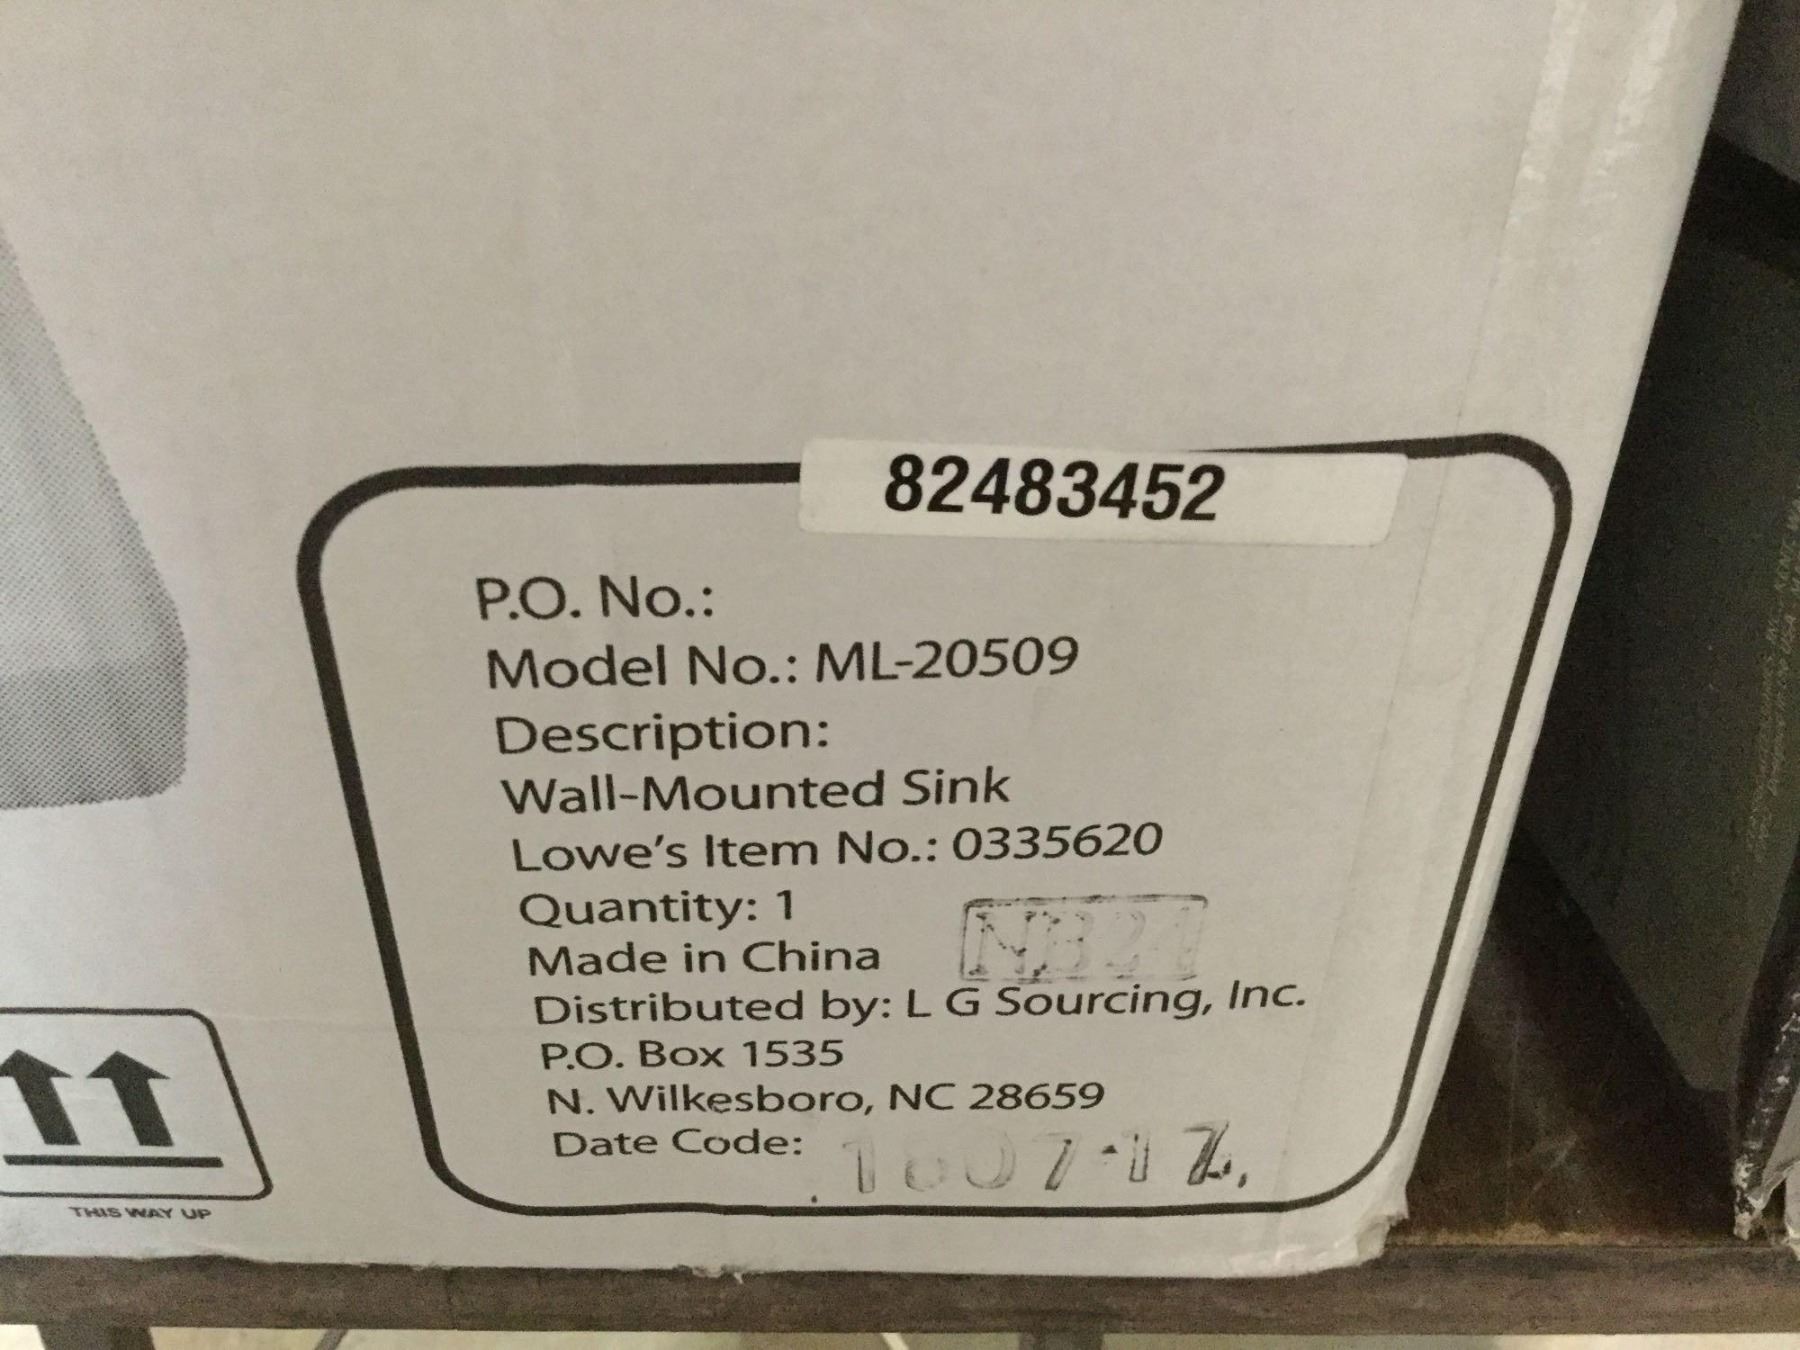 82483452
P.O. No.:
Model No.: ML-20509
Description:
Wall-Mounted Sink
Lowe's Item No.: 0335620
Quantity: 1
Made in China
NB21
Distributed by: L G Sourcing, Inc.
P.O. Box 1535
N. Wilkesboro, NC 28659
Date Code:
THIS WAY UP